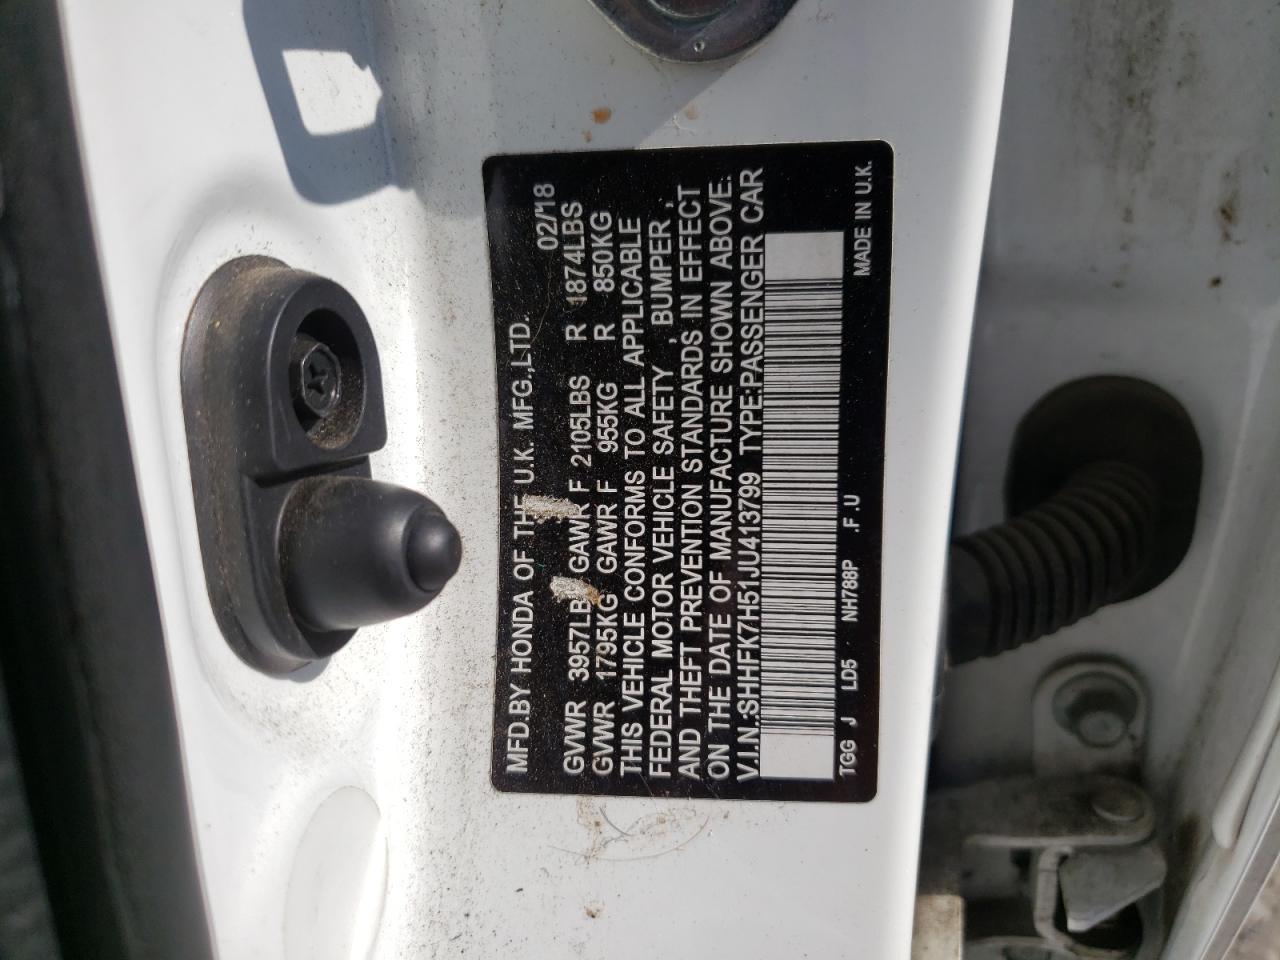 MFD.BY HONDA OF THE U.K. MFG.,LTD. 02/18
GVWR 3957LBS GAWR F 2105LBS R 1874LBS
GVWR 1795KG GAWR F 955KG R 850KG
THIS VEHICLE CONFORMS TO ALL APPLICABLE
FEDERAL MOTOR VEHICLE SAFETY , BUMPER ,
AND THEFT PREVENTION STANDARDS IN EFFECT
ON THE DATE OF MANUFACTURE SHOWN ABOVE.
V.I.N.:SHHFK7H51JU413799 TYPE:PASSENGER CAR
TGG J LD5 NH788P .F.U MADE IN U.K.